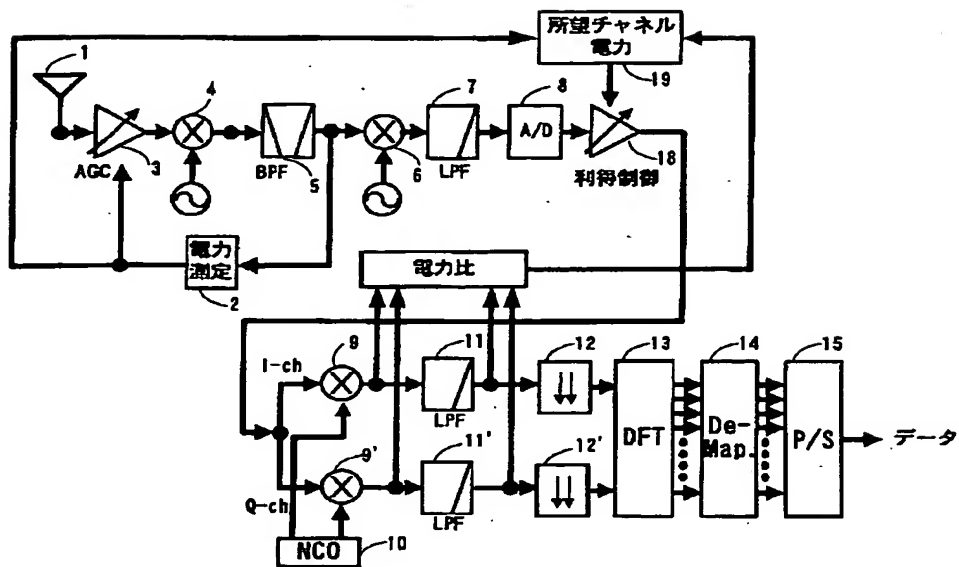 所望チャネル
電力
19
1
3
AGC
4
BPF
5
6
7
LPF
8
A/D
18
利得制御
電力
測定
2
電力比
I-ch
9
11
LPF
12
13
DFT
14
De-
Map.
15
P/S
データ
Q-ch
9'
11'
LPF
12'
NCO
10